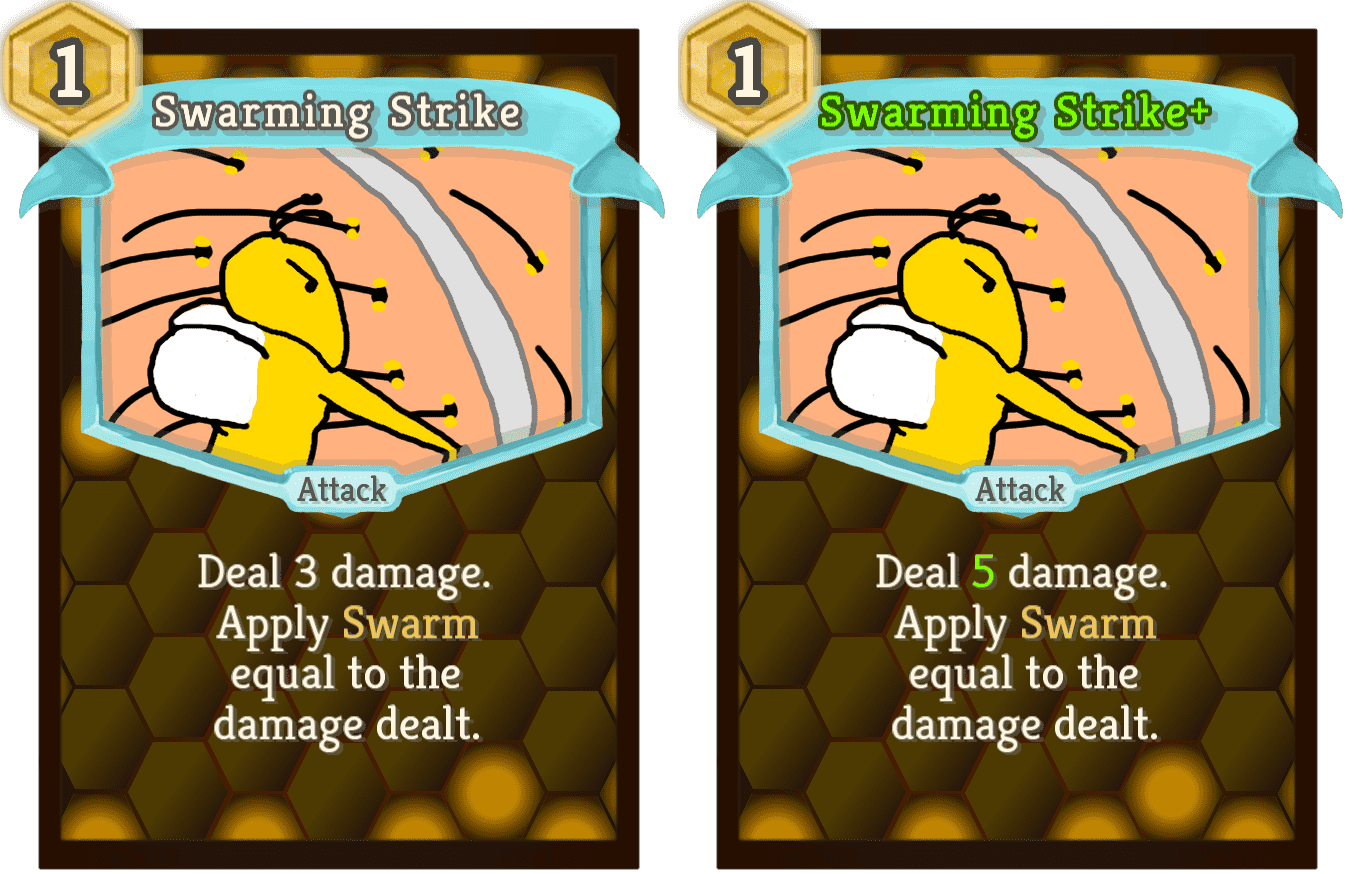 1
Swarming Strike
Attack
Deal 3 damage.
Apply Swarm
equal to the
damage dealt.
1
Swarming Strike+
Attack
Deal 5 damage.
Apply Swarm
equal to the
damage dealt.